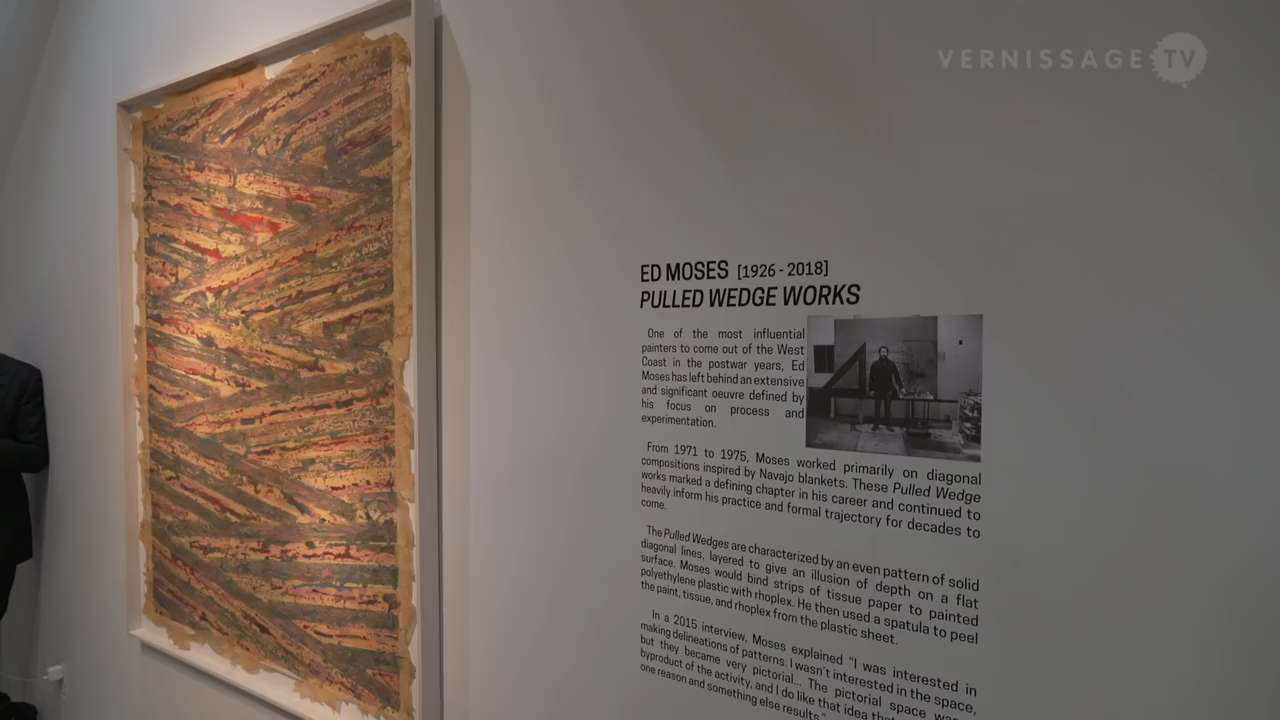 VERNISSAGE TV
ED MOSES [1926 - 2018]
PULLED WEDGE WORKS
One of the most influential
painters to come out of the West
Coast in the postwar years, Ed
Moses has left behind an extensive
and significant oeuvre defined by
his focus on process and
experimentation.
From 1971 to 1975, Moses worked primarily on diagonal
compositions inspired by Navajo blankets. These Pulled Wedge
works marked a defining chapter in his career and continued to
heavily inform his practice and formal trajectory for decades to
come.
The Pulled Wedges are characterized by an even pattern of solid
diagonal lines, layered to give an illusion of depth on a flat
surface. Moses would bind strips of tissue paper to painted
polyethylene plastic with rhoplex. He then used a spatula to peel
the paint, tissue, and rhoplex from the plastic sheet.
In a 2015 interview, Moses explained “I was interested in
making delineations of patterns. I wasn't interested in the space,
but they became very pictorial... The pictorial space was
byproduct of the activity, and I do like that idea that
one reason and something else results.”